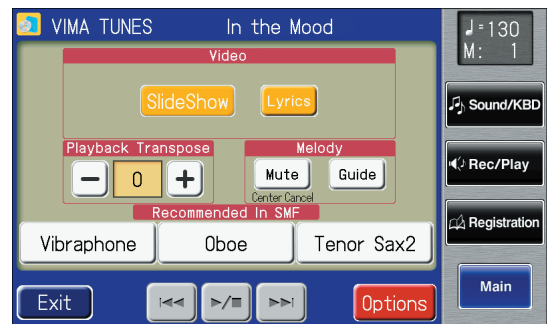 VIMA TUNES In the Mood
♩=130
M: 1
Video
SlideShow Lyrics
Sound/KBD
Playback Transpose Melody
− 0 + Mute Guide
Center Cancel
Rec/Play
Recommended In SMF
Vibraphone Oboe Tenor Sax2
Registration
Exit Options
Main